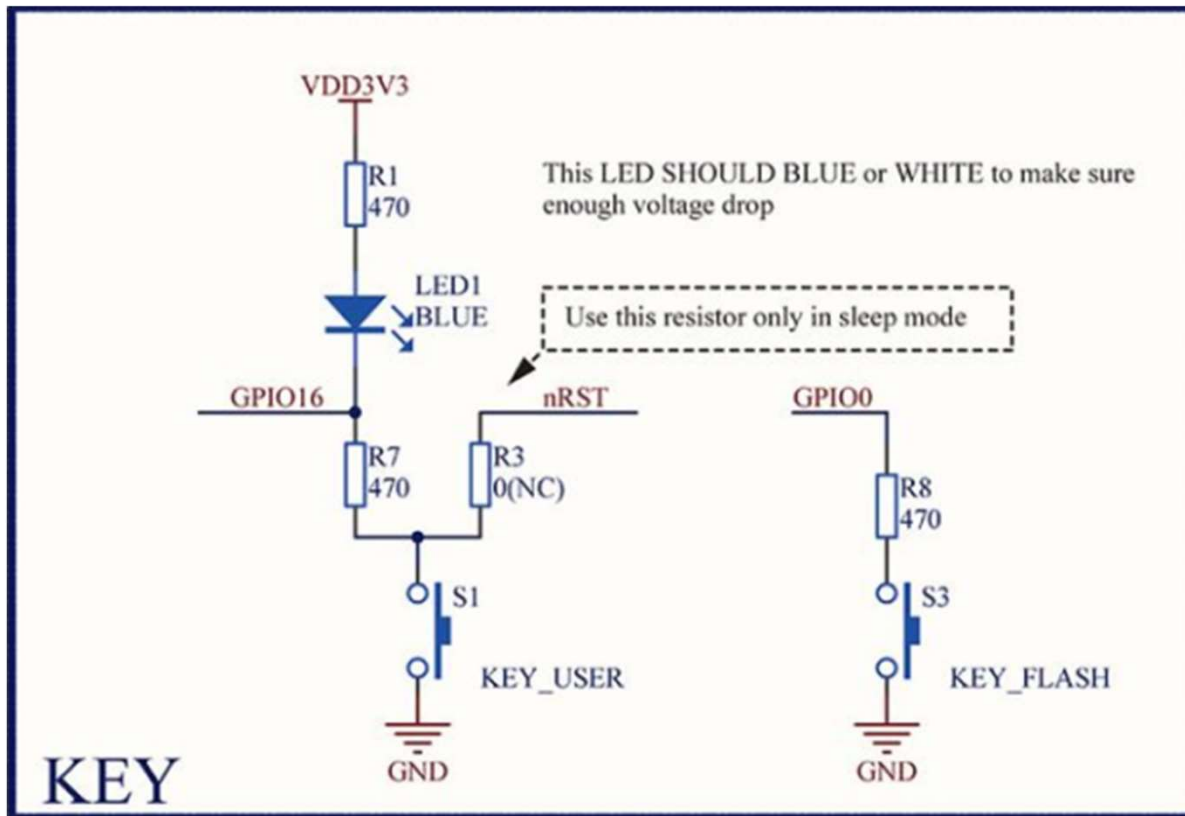 VDD3V3
R1
470
This LED SHOULD BLUE or WHITE to make sure
enough voltage drop
LED1
BLUE
Use this resistor only in sleep mode
GPIO16
nRST
GPIO0
R7
470
R3
0(NC)
R8
470
S1
S3
KEY_USER
KEY_FLASH
GND
GND
KEY